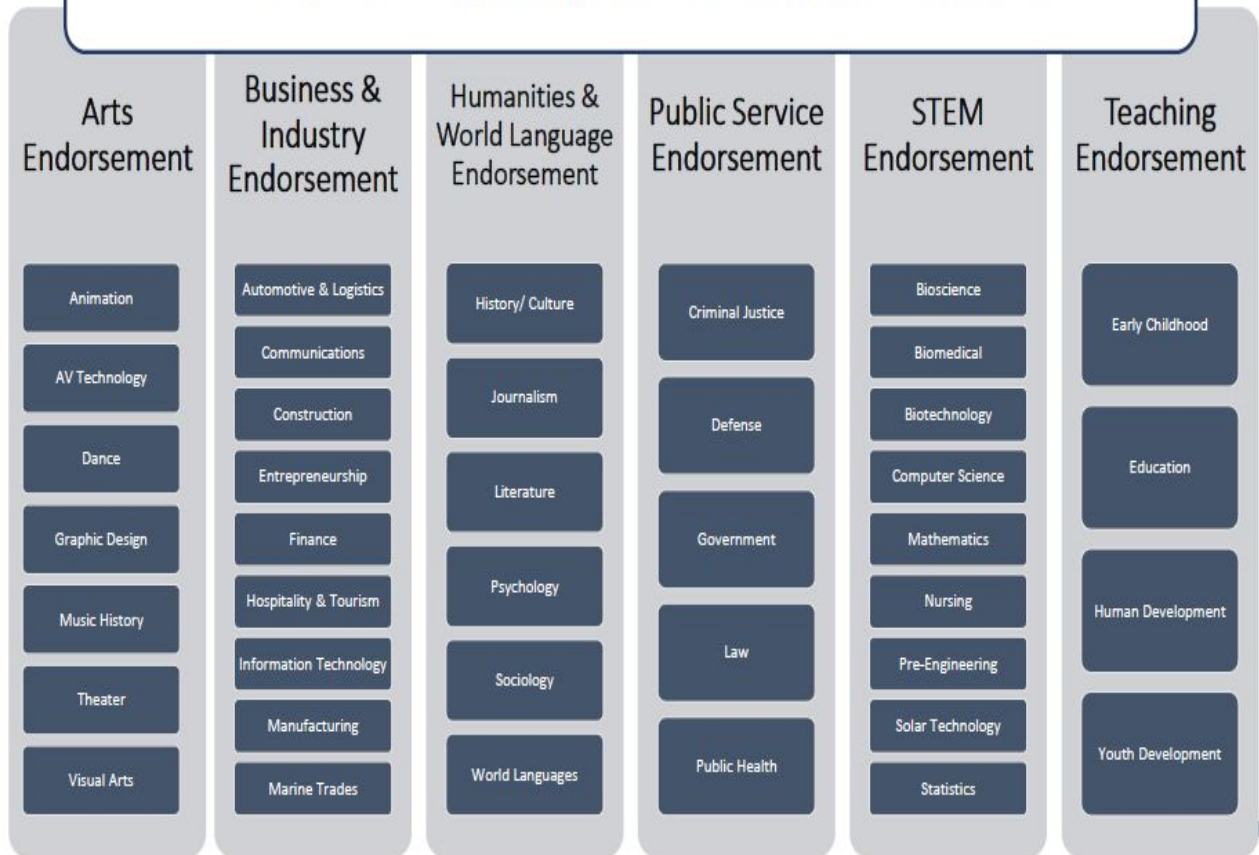 Arts
Endorsement
Animation
AV Technology
Dance
Graphic Design
Music History
Theater
Visual Arts
Business &
Industry
Endorsement
Automotive & Logistics
Communications
Construction
Entrepreneurship
Finance
Hospitality & Tourism
Information Technology
Manufacturing
Marine Trades
Humanities &
World Language
Endorsement
History/ Culture
Journalism
Literature
Psychology
Sociology
World Languages
Public Service
Endorsement
Criminal Justice
Defense
Government
Law
Public Health
STEM
Endorsement
Bioscience
Biomedical
Biotechnology
Computer Science
Mathematics
Nursing
Pre-Engineering
Solar Technology
Statistics
Teaching
Endorsement
Early Childhood
Education
Human Development
Youth Development